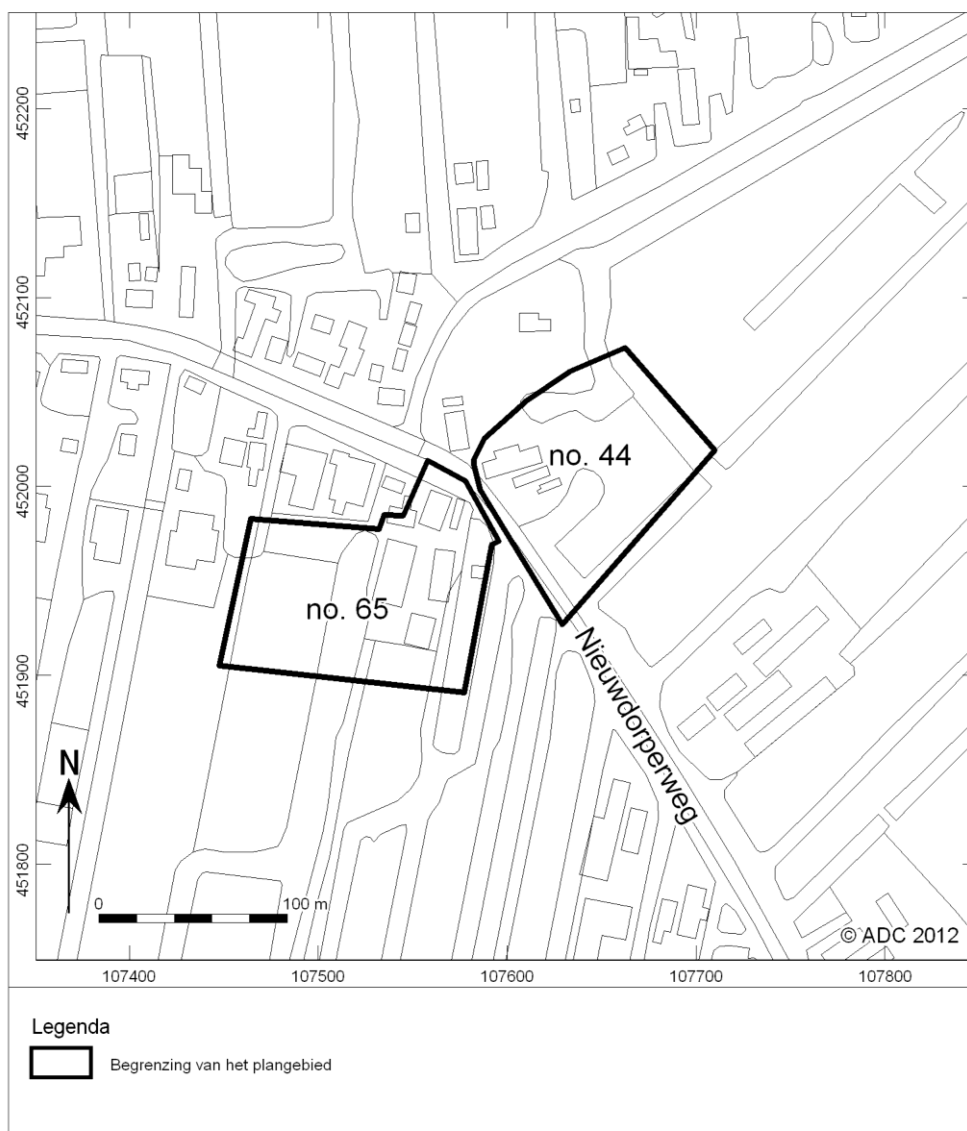 452200
452100
452000
451900
451800
no. 44
no. 65
Nieuwdorperweg
N
0 100 m
© ADC 2012
107400 107500 107600 107700 107800
Legenda
Begrenzing van het plangebied